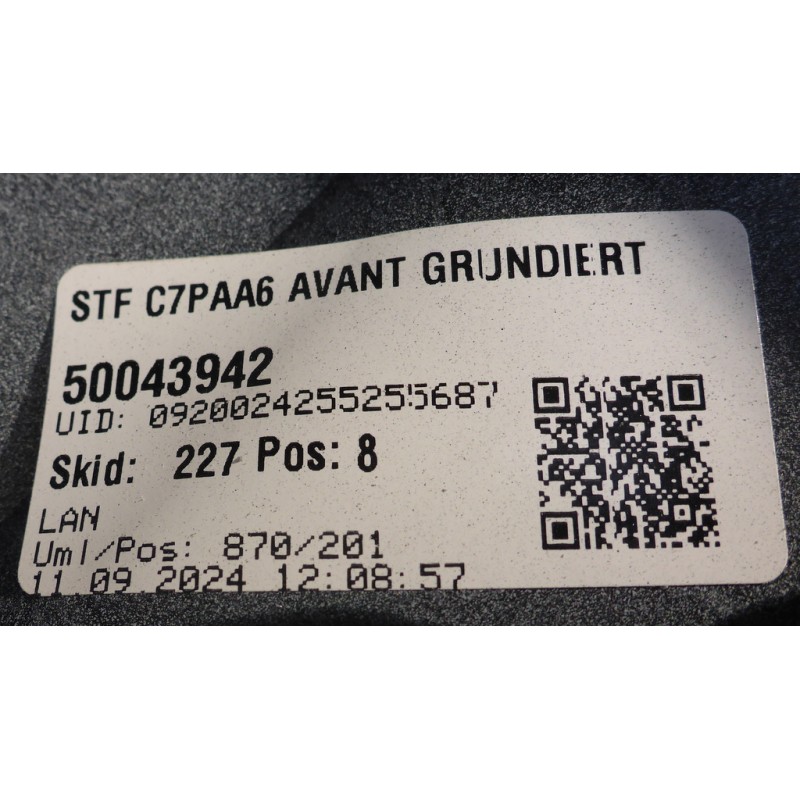 STF C7PAA6 AVANT GRUNDIERT
50043942
UID: 0920024255255687
Skid: 227 Pos: 8
LAN
Uml/Pos: 870/201
11.09.2024 12:08:57